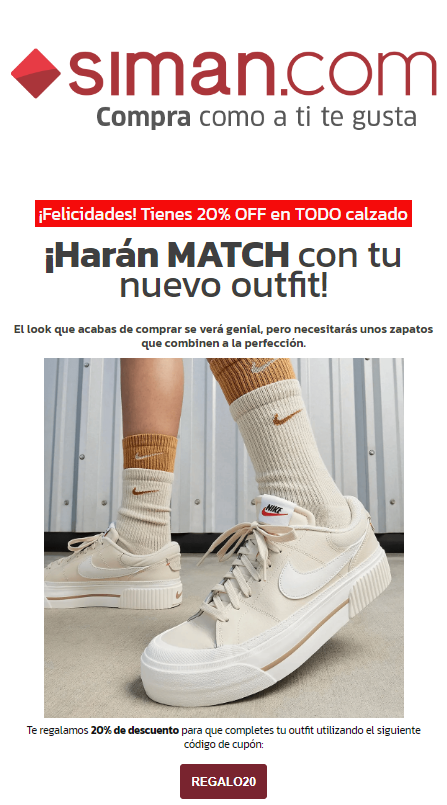 siman.com
Compra como a ti te gusta
¡Felicidades! Tienes 20% OFF en TODO calzado
¡Harán MATCH con tu
nuevo outfit!
El look que acabas de comprar se verá genial, pero necesitarás unos zapatos
que combinen a la perfección.
NIKE
Te regalamos 20% de descuento para que completes tu outfit utilizando el siguiente
código de cupón:
REGALO20